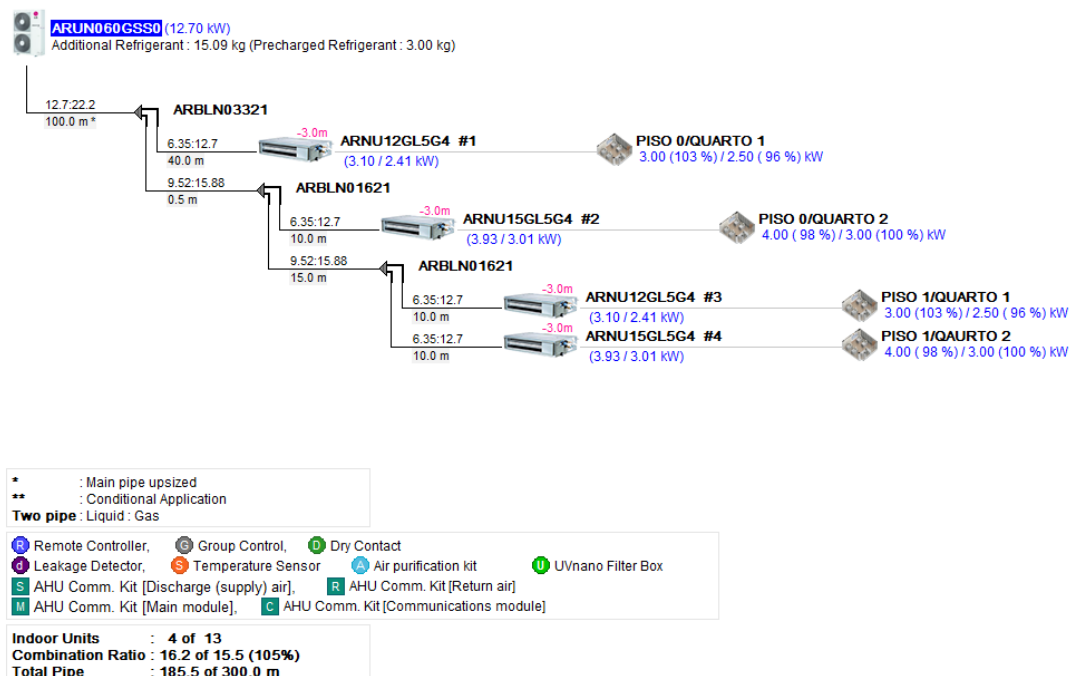 ARUN060GSS0 (12.70 kW)
Additional Refrigerant : 15.09 kg (Precharged Refrigerant : 3.00 kg)
12.7:22.2
100.0 m *
ARBLN03321
6.35:12.7
40.0 m
-3.0m
ARNU12GL5G4 #1
(3.10 / 2.41 kW)
PISO 0/QUARTO 1
3.00 (103 %) / 2.50 ( 96 %) kW
9.52:15.88
0.5 m
ARBLN01621
6.35:12.7
10.0 m
-3.0m
ARNU15GL5G4 #2
(3.93 / 3.01 kW)
PISO 0/QUARTO 2
4.00 ( 98 %) / 3.00 (100 %) kW
9.52:15.88
15.0 m
ARBLN01621
6.35:12.7
10.0 m
-3.0m
ARNU12GL5G4 #3
(3.10 / 2.41 kW)
PISO 1/QUARTO 1
3.00 (103 %) / 2.50 ( 96 %) kW
6.35:12.7
10.0 m
-3.0m
ARNU15GL5G4 #4
(3.93 / 3.01 kW)
PISO 1/QAURTO 2
4.00 ( 98 %) / 3.00 (100 %) kW
* : Main pipe upsized
** : Conditional Application
Two pipe : Liquid : Gas
R Remote Controller, G Group Control, D Dry Contact
d Leakage Detector, S Temperature Sensor A Air purification kit U UVnano Filter Box
S AHU Comm. Kit [Discharge (supply) air], R AHU Comm. Kit [Return air]
M AHU Comm. Kit [Main module], C AHU Comm. Kit [Communications module]
Indoor Units : 4 of 13
Combination Ratio : 16.2 of 15.5 (105%)
Total Pipe : 185.5 of 300.0 m